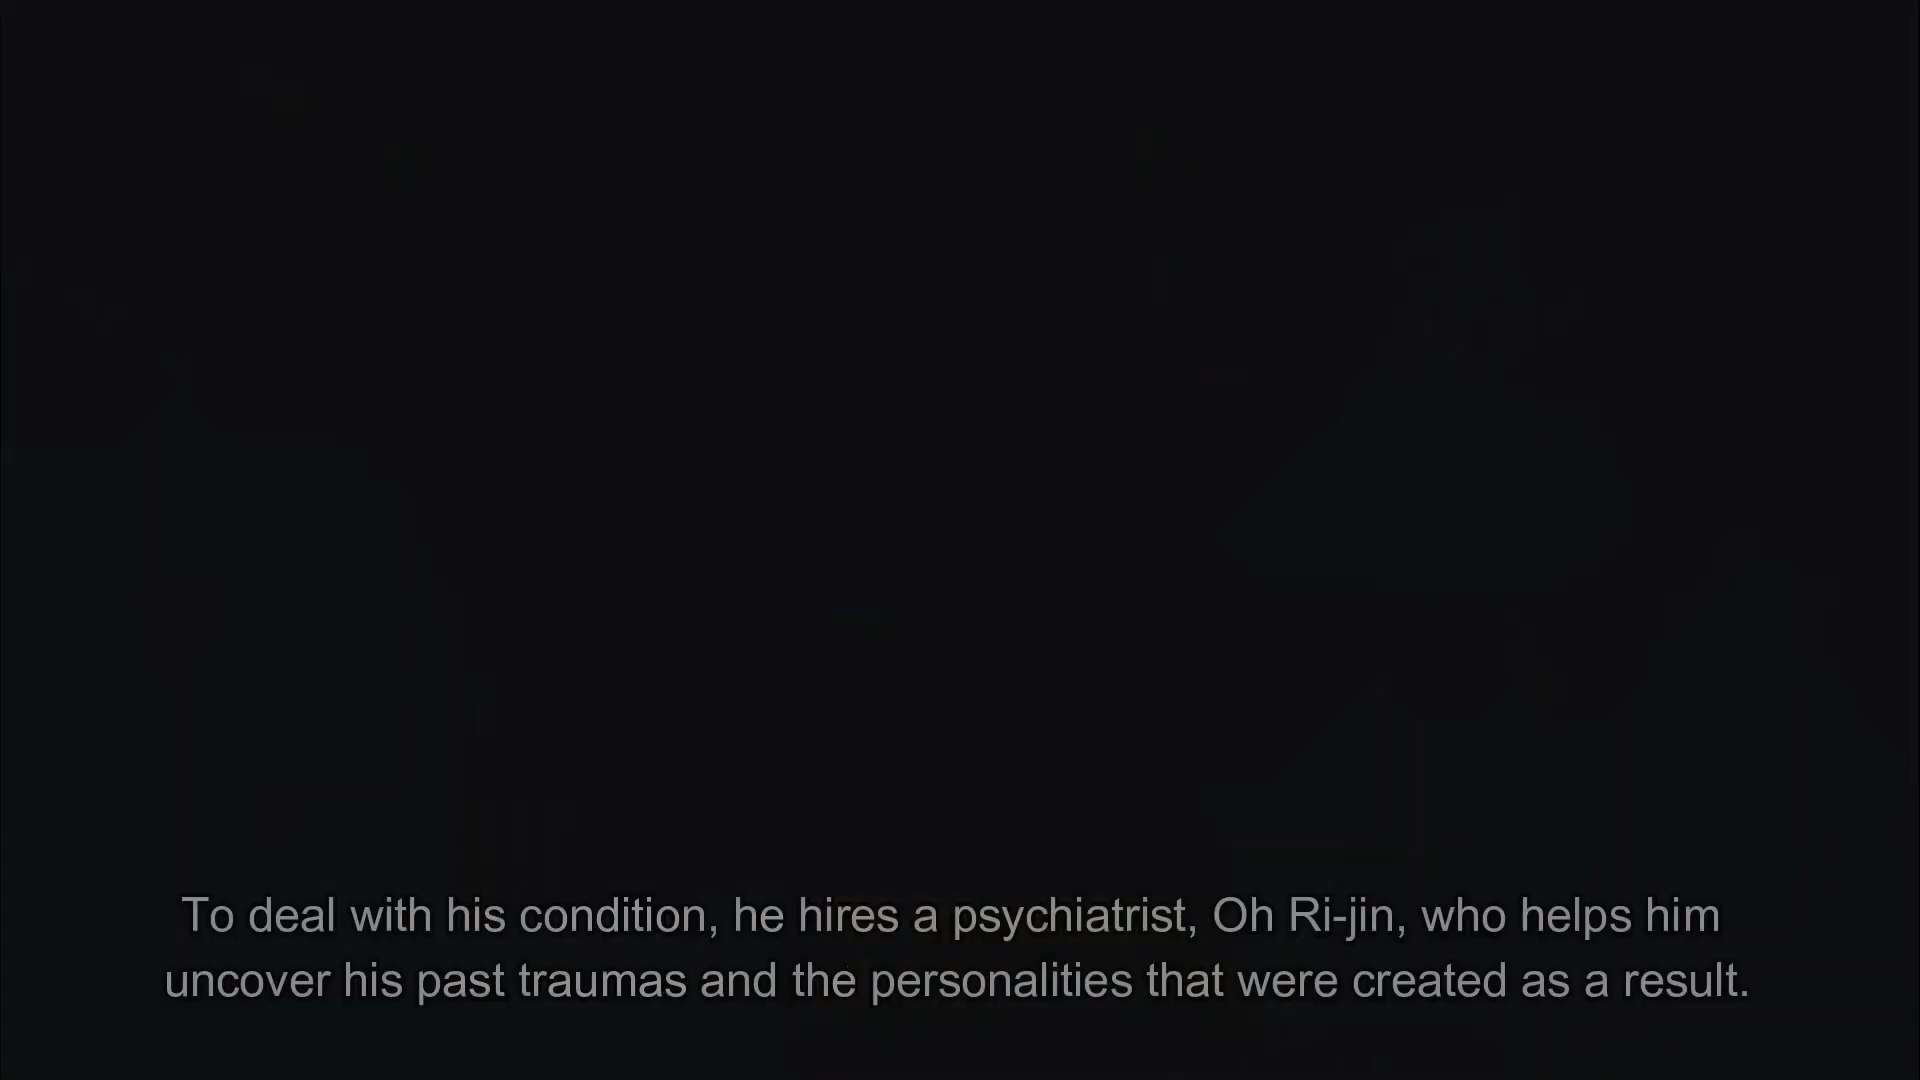 To deal with his condition, he hires a psychiatrist, Oh Ri-jin, who helps him
uncover his past traumas and the personalities that were created as a result.